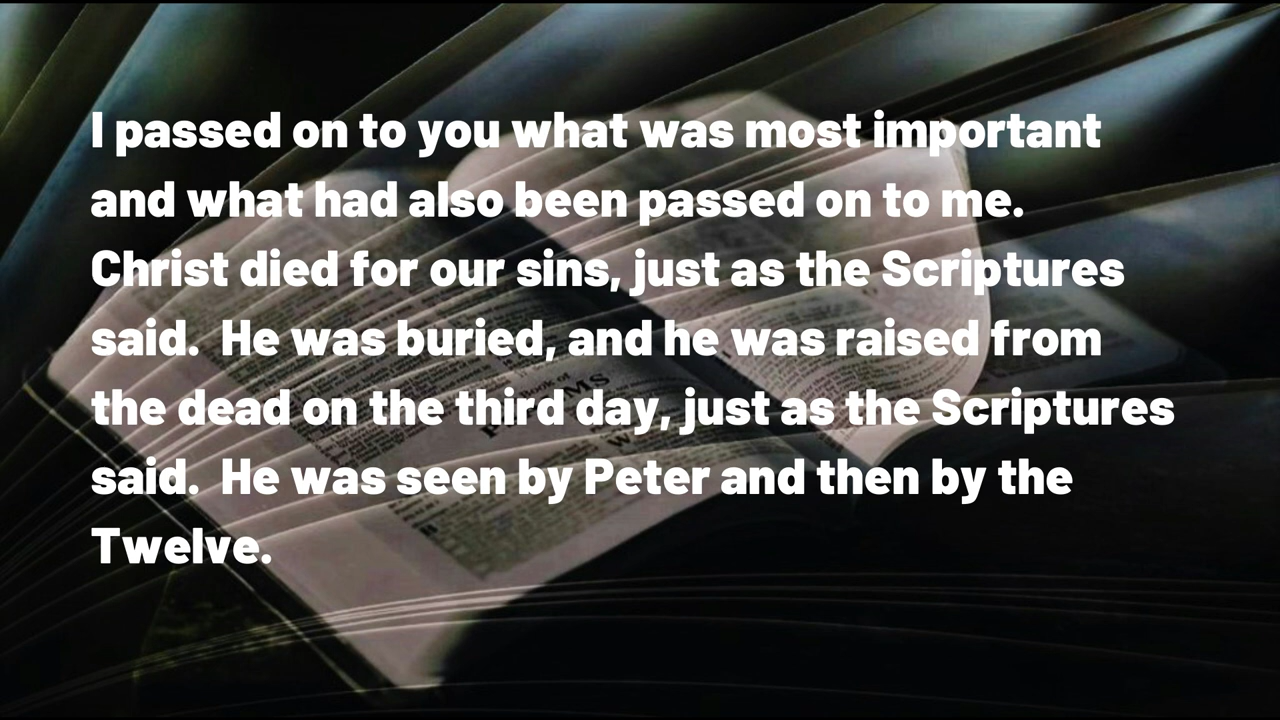 I passed on to you what was most important
and what had also been passed on to me.
Christ died for our sins, just as the Scriptures
said.  He was buried, and he was raised from
the dead on the third day, just as the Scriptures
said.  He was seen by Peter and then by the
Twelve.